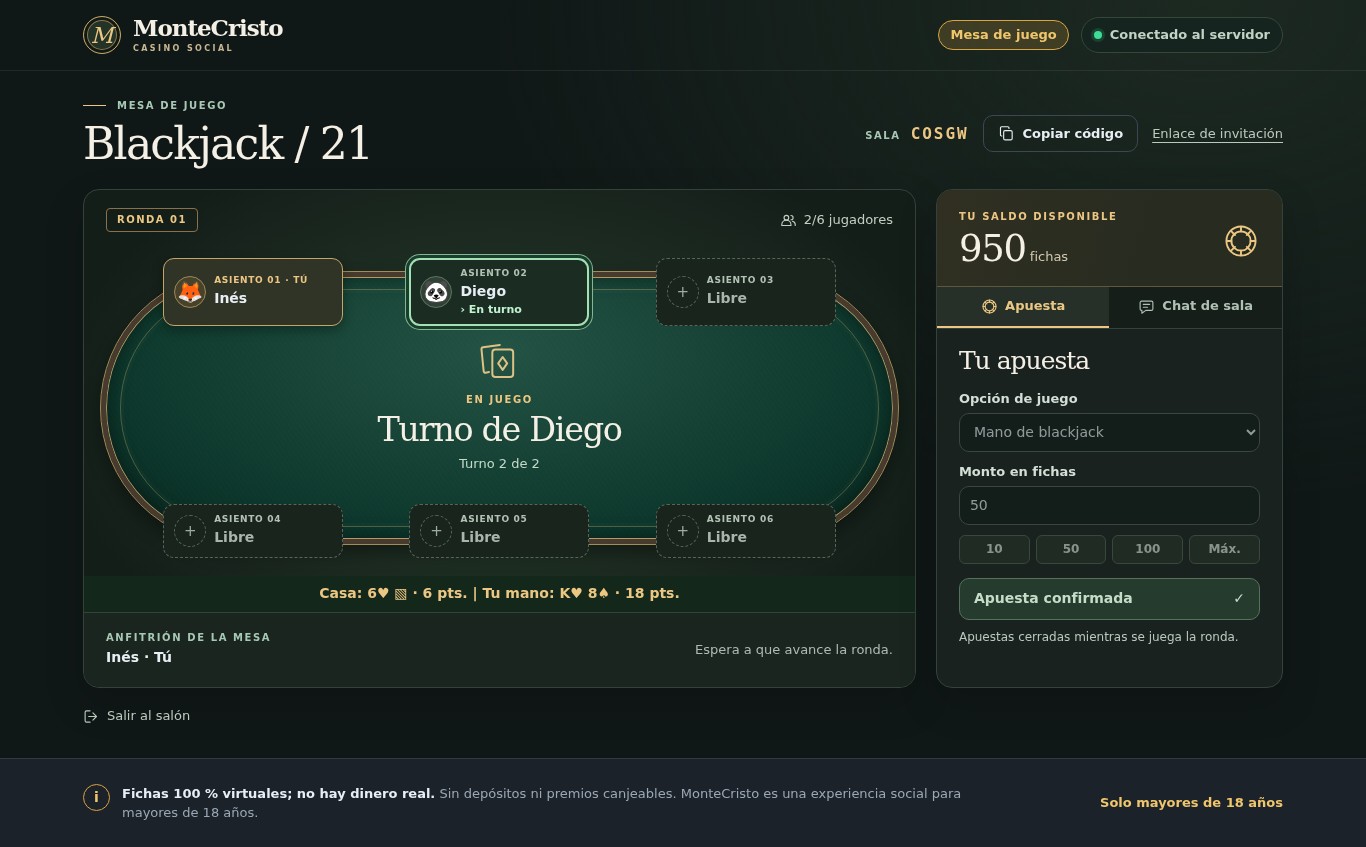 M
MonteCristo
CASINO SOCIAL
Mesa de juego
Conectado al servidor
MESA DE JUEGO
Blackjack / 21
SALA COSGW
Copiar código
Enlace de invitación
RONDA 01
2/6 jugadores
ASIENTO 01 · TÚ
Inés
ASIENTO 02
Diego
› En turno
ASIENTO 03
+ Libre
EN JUEGO
Turno de Diego
Turno 2 de 2
ASIENTO 04
+ Libre
ASIENTO 05
+ Libre
ASIENTO 06
+ Libre
Casa: 6♥ ▧ · 6 pts. | Tu mano: K♥ 8♠ · 18 pts.
ANFITRIÓN DE LA MESA
Inés · Tú
Espera a que avance la ronda.
TU SALDO DISPONIBLE
950 fichas
Apuesta
Chat de sala
Tu apuesta
Opción de juego
Mano de blackjack
Monto en fichas
50
10 50 100 Máx.
Apuesta confirmada ✓
Apuestas cerradas mientras se juega la ronda.
Salir al salón
i
Fichas 100 % virtuales; no hay dinero real. Sin depósitos ni premios canjeables. MonteCristo es una experiencia social para
mayores de 18 años.
Solo mayores de 18 años